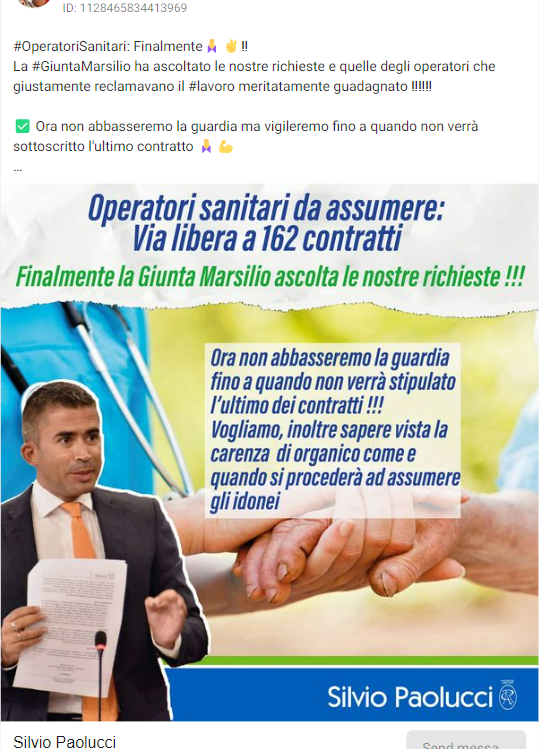 ID: 1128465834413969
#OperatoriSanitari: Finalmente🙏✌️!!
La #GiuntaMarsilio ha ascoltato le nostre richieste e quelle degli operatori che
giustamente reclamavano il #lavoro meritatamente guadagnato !!!!!!
✅ Ora non abbasseremo la guardia ma vigileremo fino a quando non verrà
sottoscritto l'ultimo contratto 🙏 💪
...
Operatori sanitari da assumere:
Via libera a 162 contratti
Finalmente la Giunta Marsilio ascolta le nostre richieste !!!
Ora non abbasseremo la guardia
fino a quando non verrà stipulato
l'ultimo dei contratti !!!
Vogliamo, inoltre sapere vista la
carenza di organico come e
quando si procederà ad assumere
gli idonei
Silvio Paolucci
Silvio Paolucci
Send messa...